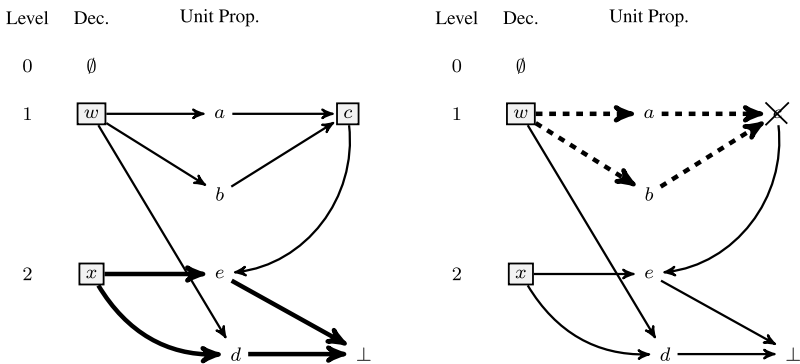 Level Dec. Unit Prop. Level Dec. Unit Prop.
0 ∅ 0 ∅
1 w a c 1 w a c
b b
2 x e 2 x e
d ⊥ d ⊥